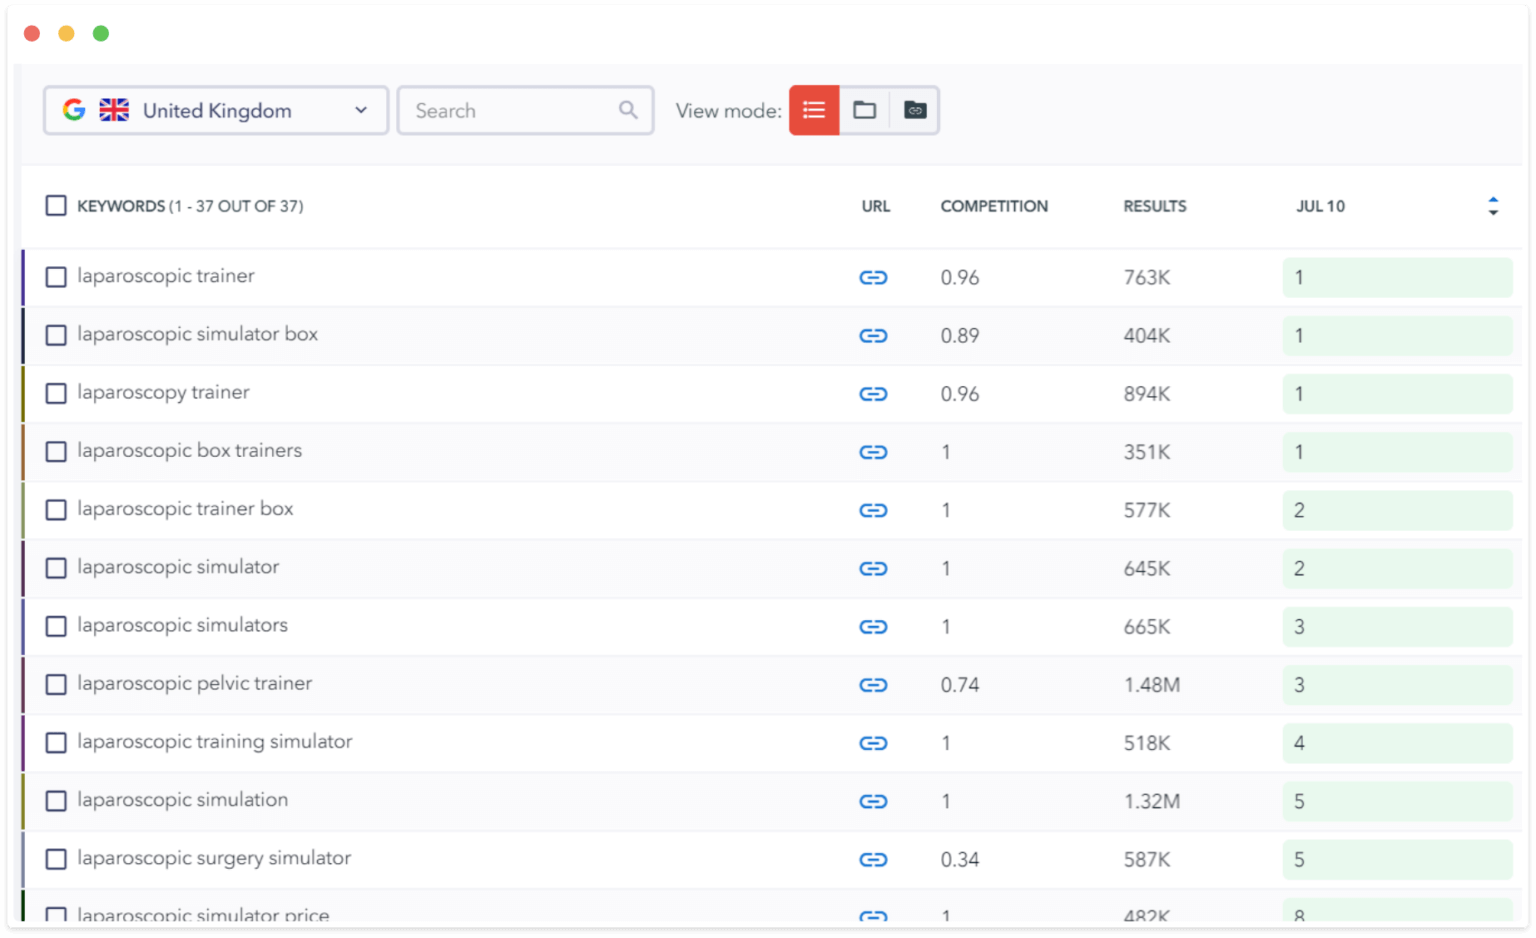 United Kingdom Search View mode:
KEYWORDS (1 - 37 OUT OF 37) URL COMPETITION RESULTS JUL 10
laparoscopic trainer 0.96 763K 1
laparoscopic simulator box 0.89 404K 1
laparoscopy trainer 0.96 894K 1
laparoscopic box trainers 1 351K 1
laparoscopic trainer box 1 577K 2
laparoscopic simulator 1 645K 2
laparoscopic simulators 1 665K 3
laparoscopic pelvic trainer 0.74 1.48M 3
laparoscopic training simulator 1 518K 4
laparoscopic simulation 1 1.32M 5
laparoscopic surgery simulator 0.34 587K 5
laparoscopic simulator price 1 482K 8